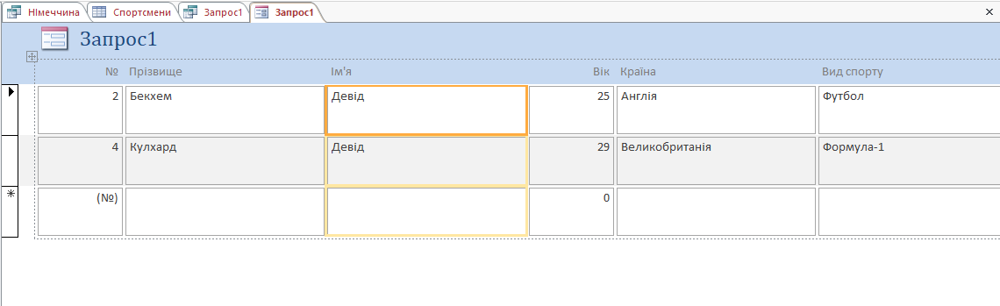 Німеччина Спортсмени Запрос1 Запрос1
Запрос1
№ Прізвище Ім'я Вік Країна Вид спорту
2 Бекхем Девід 25 Англія Футбол
4 Кулхард Девід 29 Великобританія Формула-1
(№) 0